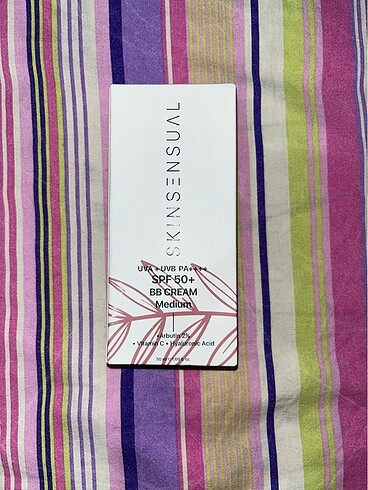 SKINSENSUAL
UVA + UVB PA++++
SPF 50+
BB CREAM
Medium
•Arbutin 2%
• Vitamin C • Hyaluronic Acid